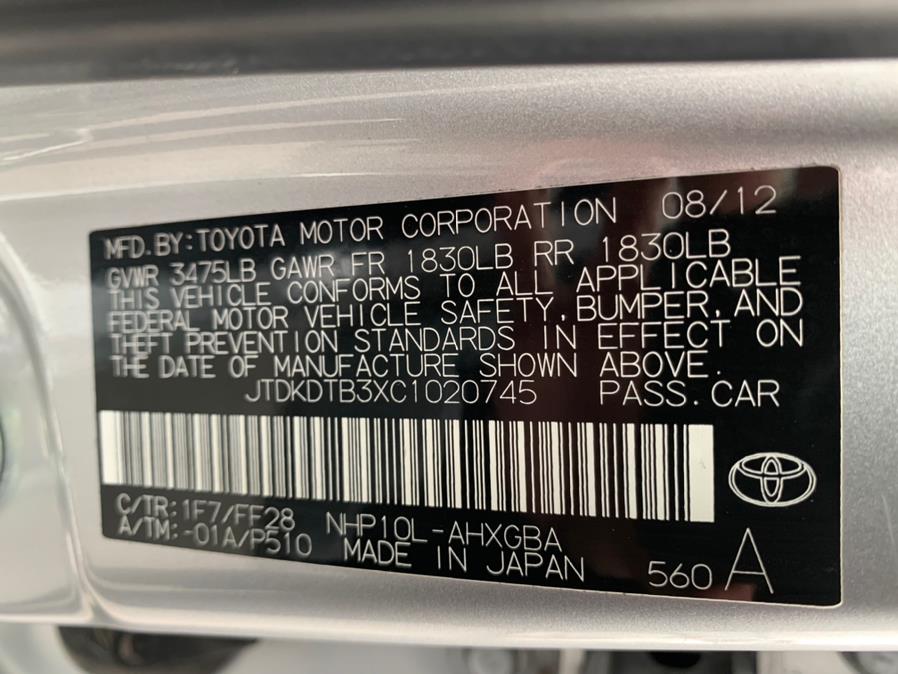 MFD.BY:TOYOTA MOTOR CORPORATION 08/12
GVWR 3475LB GAWR FR 1830LB RR 1830LB
THIS VEHICLE CONFORMS TO ALL APPLICABLE
FEDERAL MOTOR VEHICLE SAFETY,BUMPER,AND
THEFT PREVENTION STANDARDS IN EFFECT ON
THE DATE OF MANUFACTURE SHOWN ABOVE.
JTDKDTB3XC1020745 PASS.CAR
C/TR:1F7/FF28 NHP10L-AHXGBA
A/TM:-01A/P510 MADE IN JAPAN 560 A